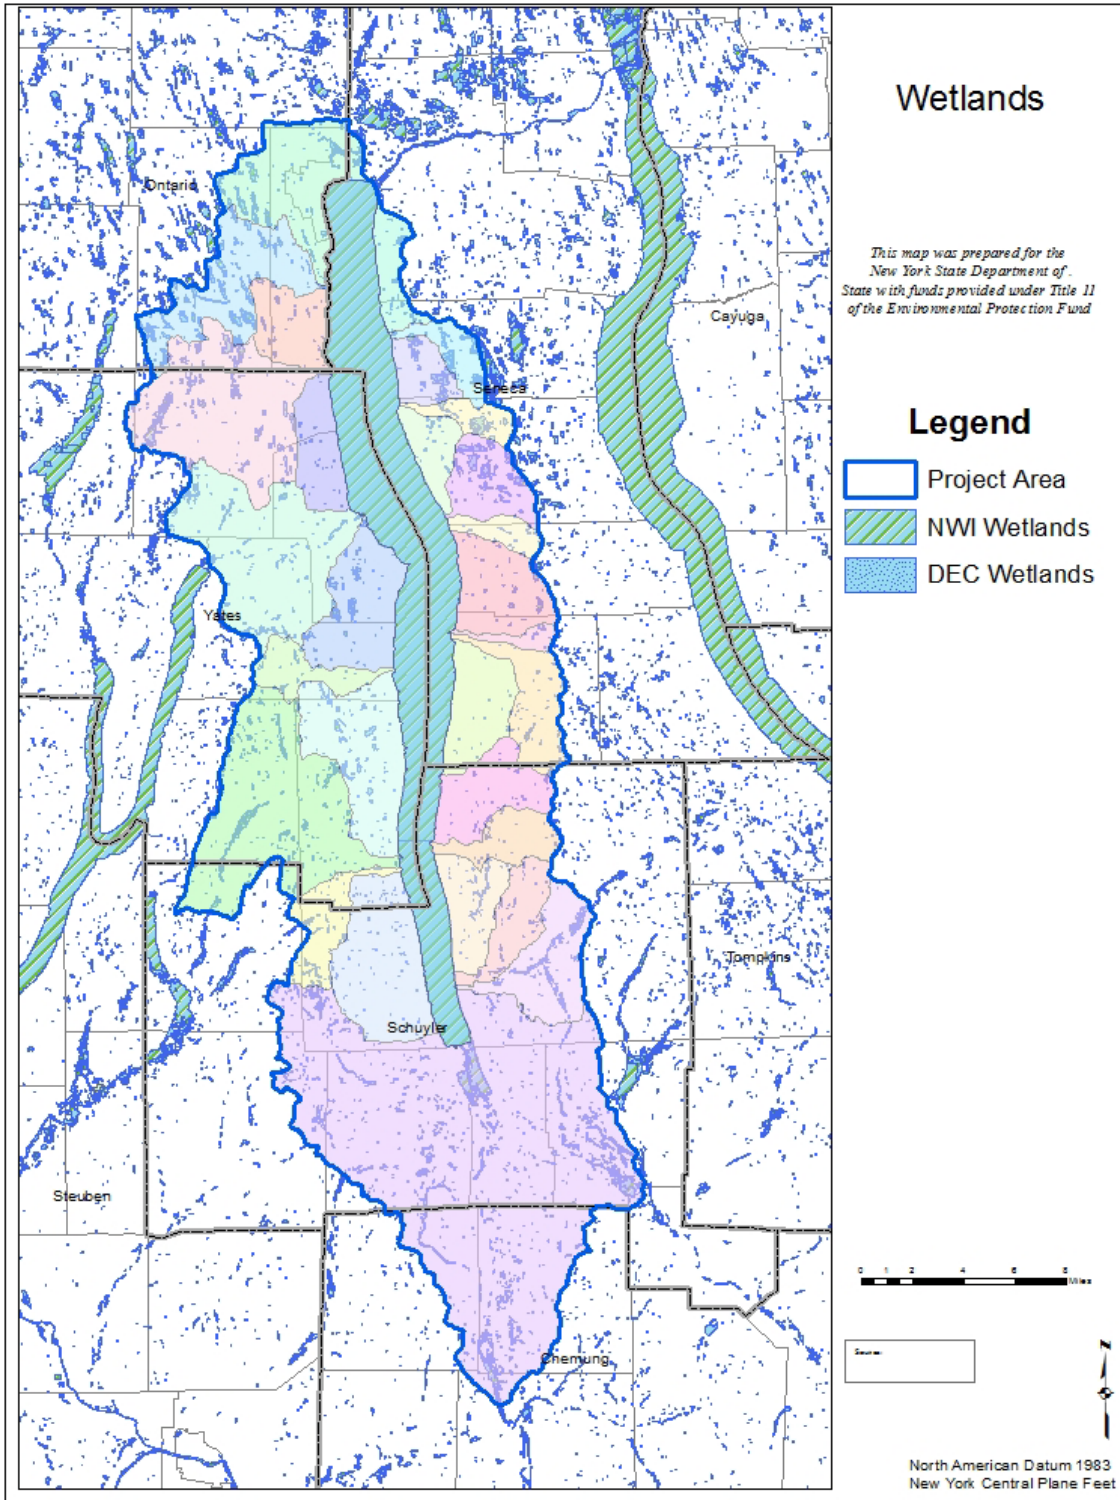 Wetlands
Ontario
This map was prepared for the
New York State Department of .
State with funds provided under Title 11
of the Environmental Protection Fund
Cayuga
Seneca
Legend
Project Area
NWI Wetlands
DEC Wetlands
Yates
Tompkins
Schuyler
Steuben
0 1 2 4 6 8
Miles
Source:
Chemung
N
North American Datum 1983
New York Central Plane Feet